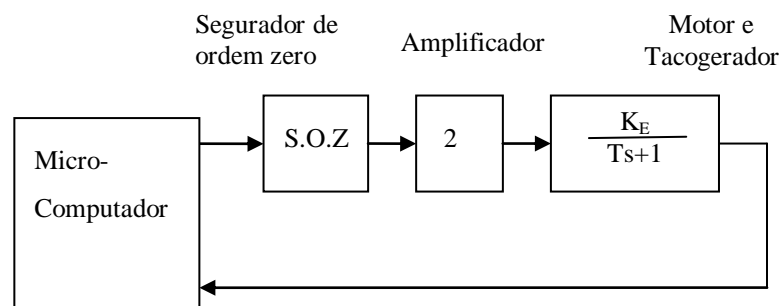 Segurador de
ordem zero
Amplificador
Motor e
Tacogerador
Micro-
Computador
S.O.Z
2
K_E
Ts+1